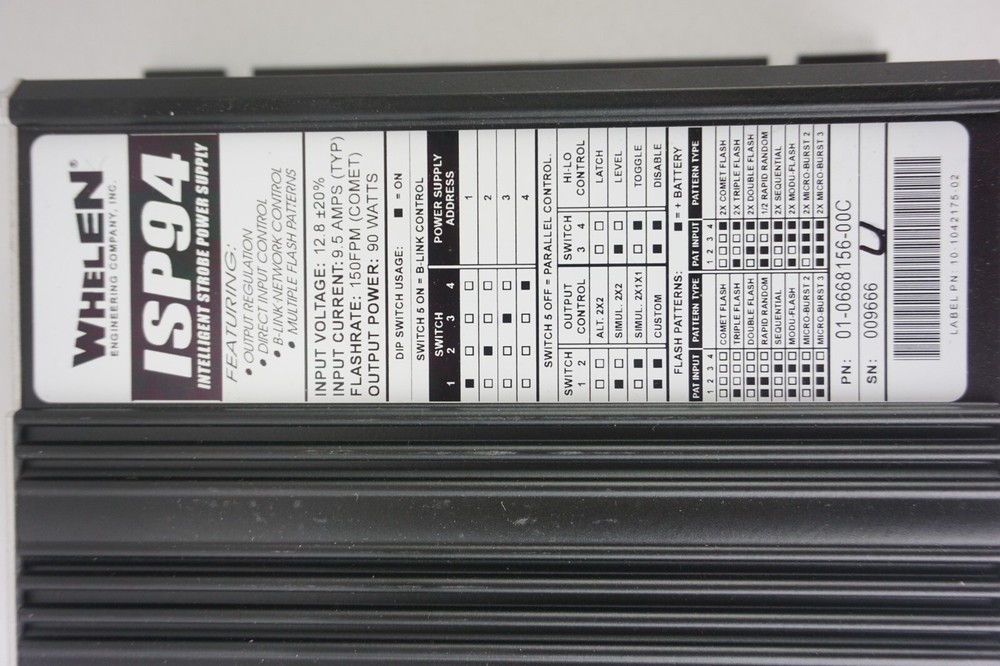 WHELEN®
ENGINEERING COMPANY, INC.
ISP94
INTELLIGENT STROBE POWER SUPPLY
FEATURING:
• OUTPUT REGULATION
• DIRECT INPUT CONTROL
• B-LINK NETWORK CONTROL
• MULTIPLE FLASH PATTERNS
INPUT VOLTAGE: 12.8 ±20%
INPUT CURRENT: 9.5 AMPS (TYP)
FLASHRATE: 150FPM (COMET)
OUTPUT POWER: 90 WATTS
DIP SWITCH USAGE: ■ = ON
SWITCH 5 ON = B-LINK CONTROL
SWITCH POWER SUPPLY
1 2 3 4 ADDRESS
■ □ □ □ 1
□ ■ □ □ 2
□ □ ■ □ 3
□ □ □ ■ 4
SWITCH 5 OFF = PARALLEL CONTROL.
SWITCH OUTPUT SWITCH HI-LO
1 2 CONTROL 3 4 CONTROL
□ □ ALT. 2X2 □ □ LATCH
■ □ SIMUL. 2X2 ■ □ LEVEL
□ ■ SIMUL. 2X1X1 □ ■ TOGGLE
■ ■ CUSTOM ■ ■ DISABLE
FLASH PATTERNS: ■ = + BATTERY
PAT INPUT PATTERN TYPE PAT INPUT PATTERN TYPE
1 2 3 4 1 2 3 4
COMET FLASH 2X COMET FLASH
TRIPLE FLASH 2X TRIPLE FLASH
DOUBLE FLASH 2X DOUBLE FLASH
RAPID RANDOM 1/2 RAPID RANDOM
SEQUENTIAL 2X SEQUENTIAL
MODU-FLASH 2X MODU-FLASH
MICRO-BURST 2 2X MICRO-BURST 2
MICRO-BURST 3 2X MICRO-BURST 3
PN: 01-0668156-00C
SN: 009666 4
LABEL PN: 10-1042175-02